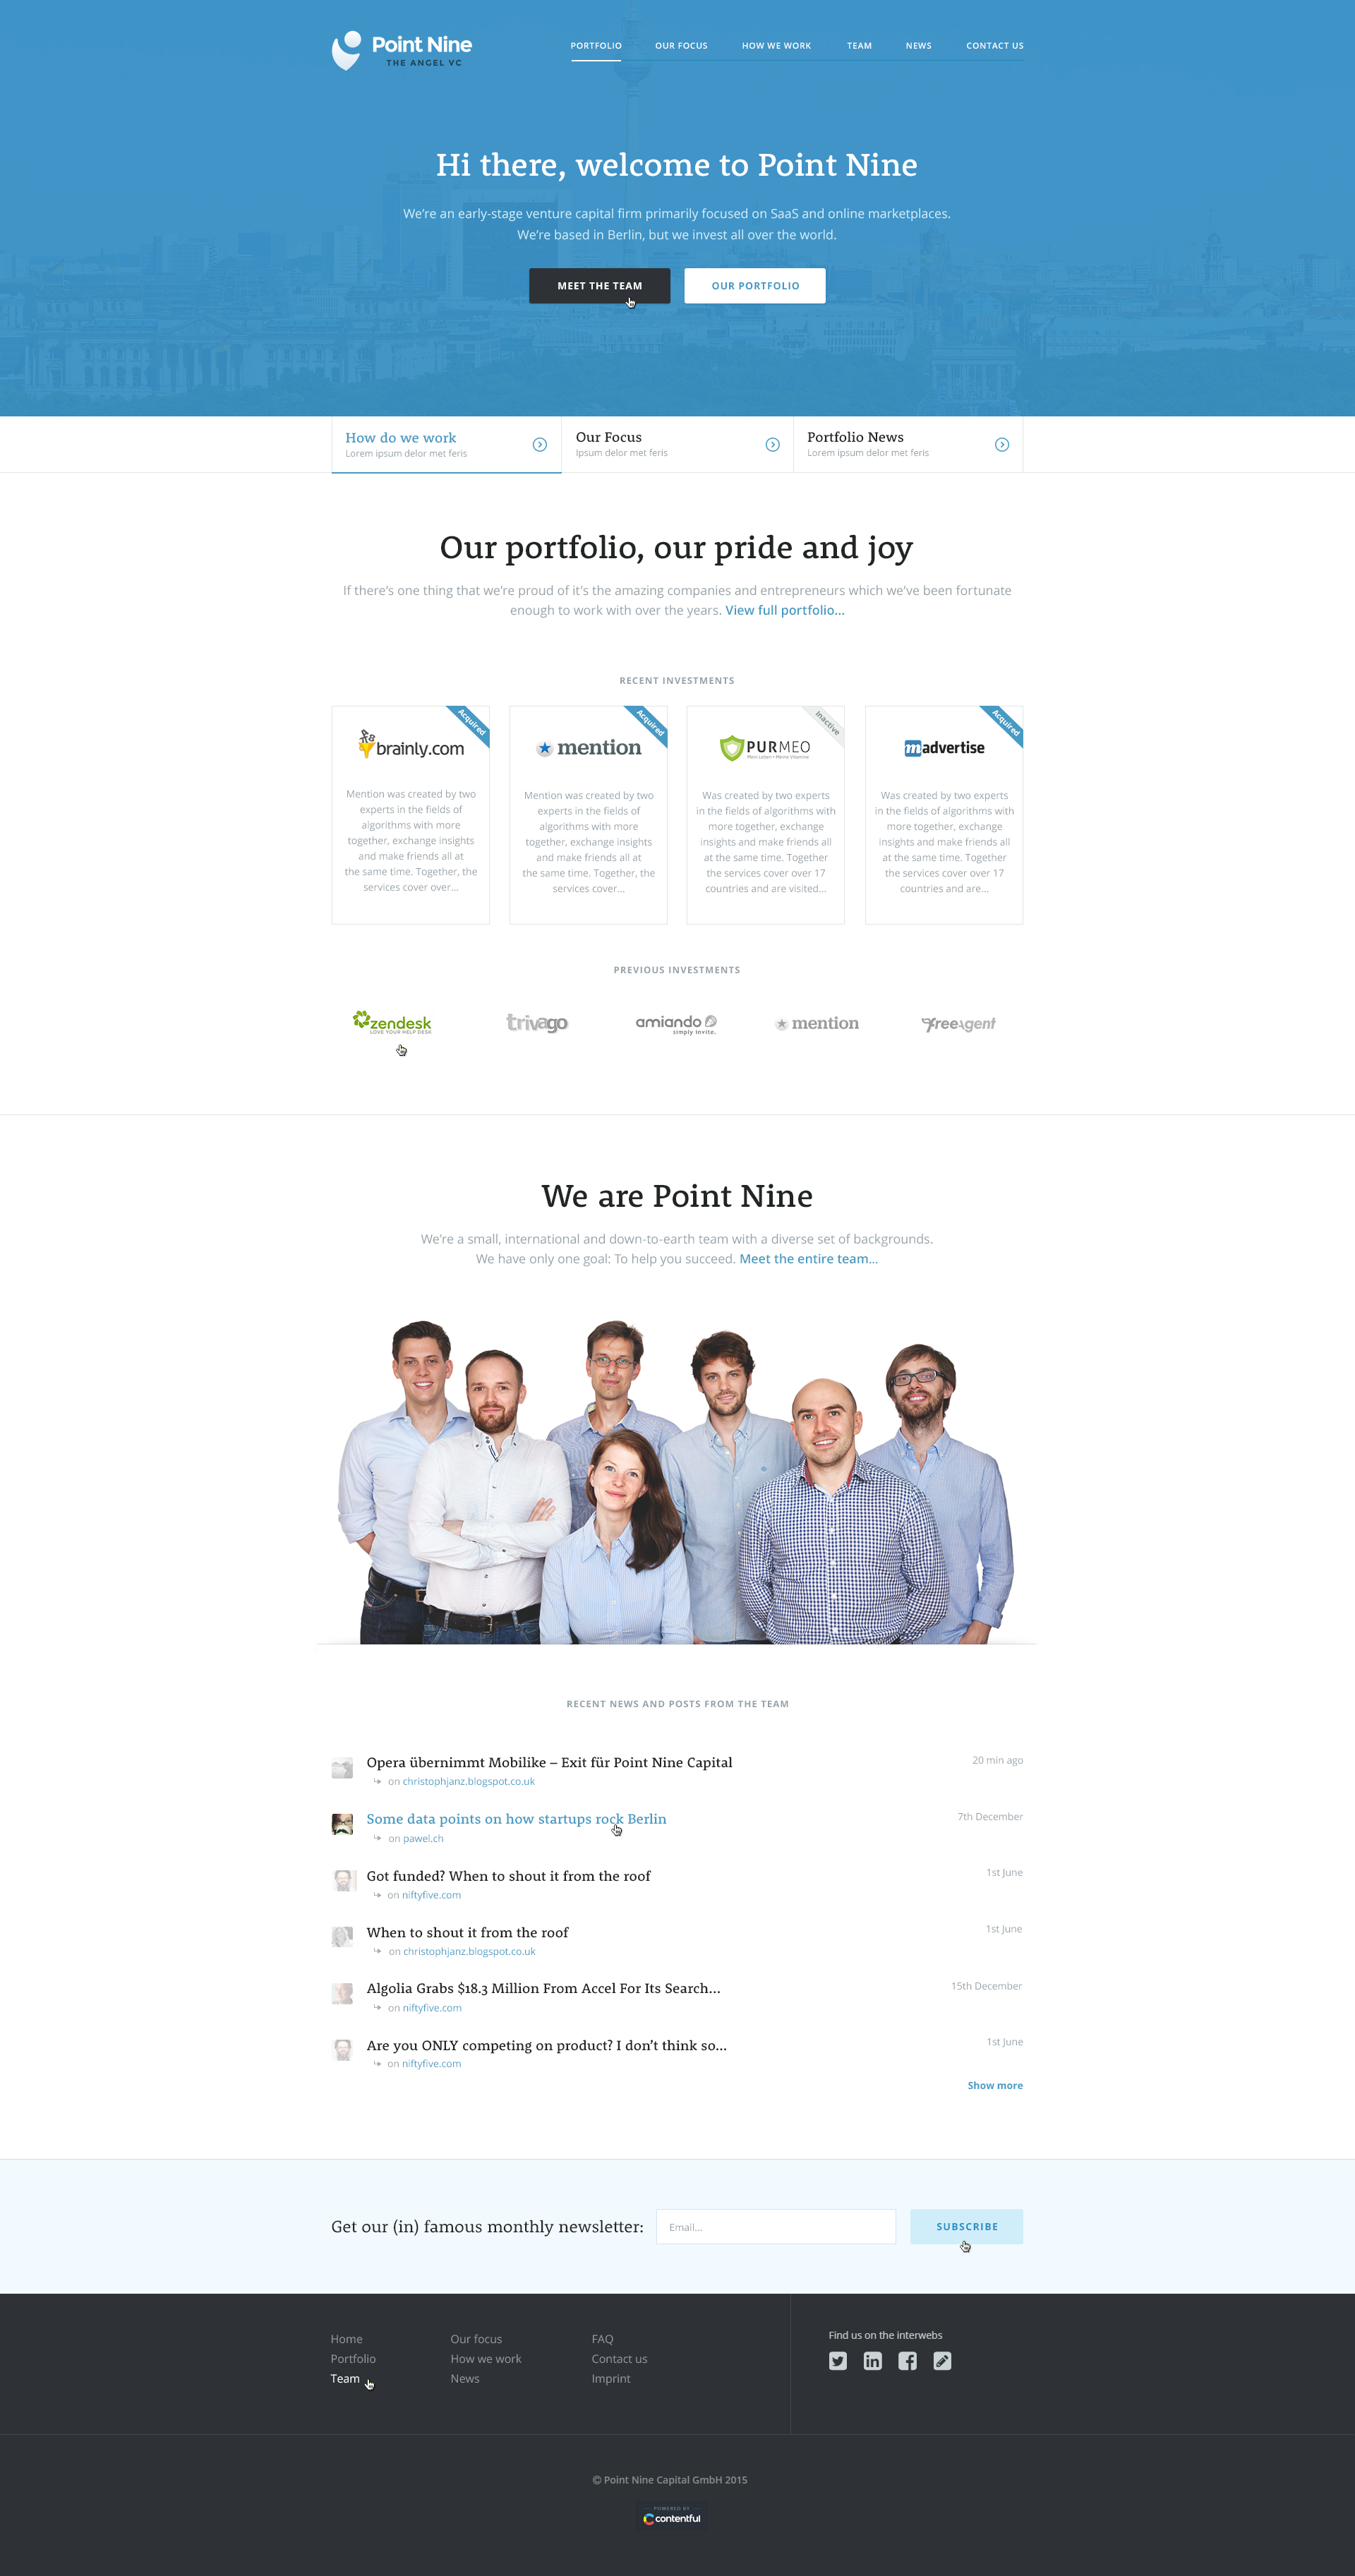 Point Nine
THE ANGEL VC
PORTFOLIO
OUR FOCUS
HOW WE WORK
TEAM
NEWS
CONTACT US
Hi there, welcome to Point Nine
We're an early-stage venture capital firm primarily focused on SaaS and online marketplaces.
We're based in Berlin, but we invest all over the world.
MEET THE TEAM
OUR PORTFOLIO
How do we work
Lorem ipsum delor met feris
Our Focus
Ipsum delor met feris
Portfolio News
Lorem ipsum delor met feris
Our portfolio, our pride and joy
If there's one thing that we're proud of it's the amazing companies and entrepreneurs which we've been fortunate
enough to work with over the years. View full portfolio...
RECENT INVESTMENTS
Acquired
brainly.com
Mention was created by two
experts in the fields of
algorithms with more
together, exchange insights
and make friends all at
the same time. Together, the
services cover over...
Acquired
mention
Mention was created by two
experts in the fields of
algorithms with more
together, exchange insights
and make friends all at
the same time. Together, the
services cover...
Inactive
PURMEO
Mein Leben • Meine Vitamine
Was created by two experts
in the fields of algorithms with
more together, exchange
insights and make friends all
at the same time. Together
the services cover over 17
countries and are visited...
Acquired
madvertise
Was created by two experts
in the fields of algorithms with
more together, exchange
insights and make friends all
at the same time. Together
the services cover over 17
countries and are...
PREVIOUS INVESTMENTS
zendesk
LOVE YOUR HELP DESK
trivago
amiando
simply invite.
mention
freeagent
We are Point Nine
We're a small, international and down-to-earth team with a diverse set of backgrounds.
We have only one goal: To help you succeed. Meet the entire team...
RECENT NEWS AND POSTS FROM THE TEAM
Opera übernimmt Mobilike – Exit für Point Nine Capital
20 min ago
on christophjanz.blogspot.co.uk
Some data points on how startups rock Berlin
7th December
on pawel.ch
Got funded? When to shout it from the roof
1st June
on niftyfive.com
When to shout it from the roof
1st June
on christophjanz.blogspot.co.uk
Algolia Grabs $18.3 Million From Accel For Its Search...
15th December
on niftyfive.com
Are you ONLY competing on product? I don't think so...
1st June
on niftyfive.com
Show more
Get our (in) famous monthly newsletter:
Email...
SUBSCRIBE
Home
Portfolio
Team
Our focus
How we work
News
FAQ
Contact us
Imprint
Find us on the interwebs
© Point Nine Capital GmbH 2015
POWERED BY
contentful